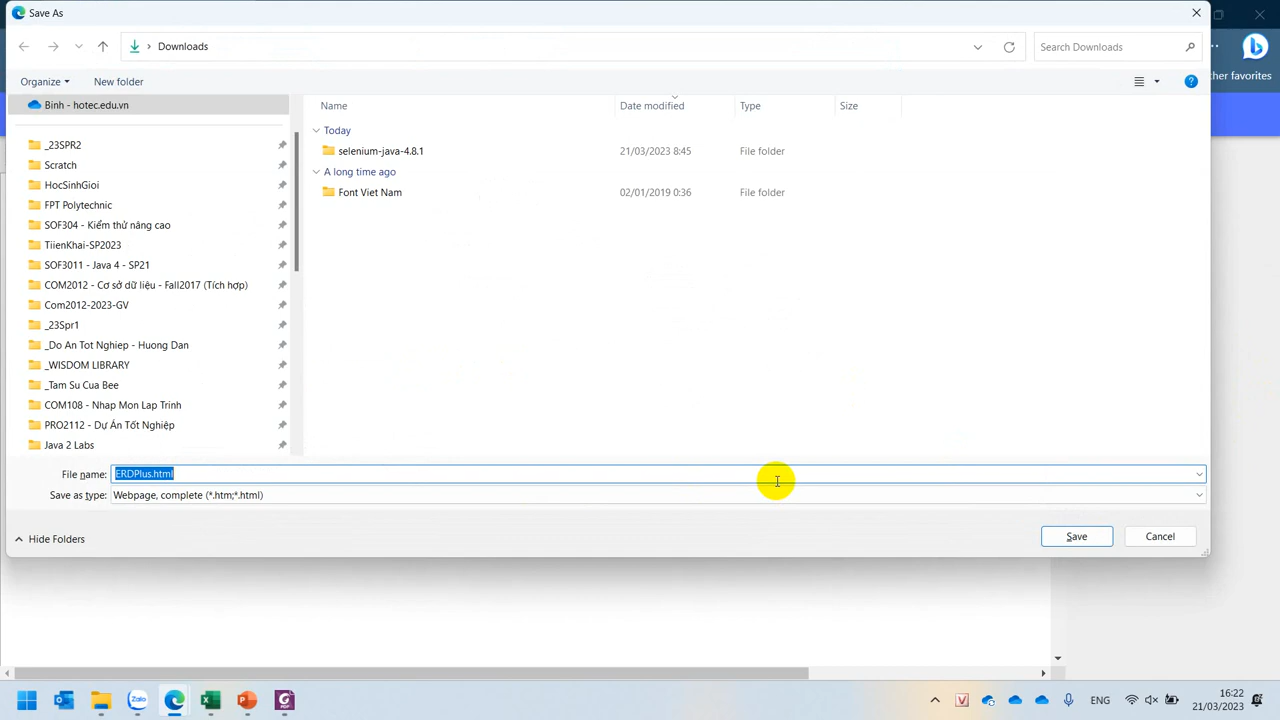 Save As
Downloads
Search Downloads
her favorites
Organize
New folder
Binh - hotec.edu.vn
Name
Date modified
Type
Size
_23SPR2
Today
Scratch
selenium-java-4.8.1
21/03/2023 8:45
File folder
HocSinhGioi
A long time ago
FPT Polytechnic
Font Viet Nam
02/01/2019 0:36
File folder
SOF304 - Kiểm thử nâng cao
TiienKhai-SP2023
SOF3011 - Java 4 - SP21
COM2012 - Cơ sở dữ liệu - Fall2017 (Tích hợp)
Com2012-2023-GV
_23Spr1
_Do An Tot Nghiep - Huong Dan
_WISDOM LIBRARY
_Tam Su Cua Bee
COM108 - Nhap Mon Lap Trinh
PRO2112 - Dự Án Tốt Nghiệp
Java 2 Labs
File name:
ERDPlus.html
Save as type:
Webpage, complete (*.htm;*.html)
Hide Folders
Save
Cancel
Zalo
PDF
ENG
16:22
21/03/2023